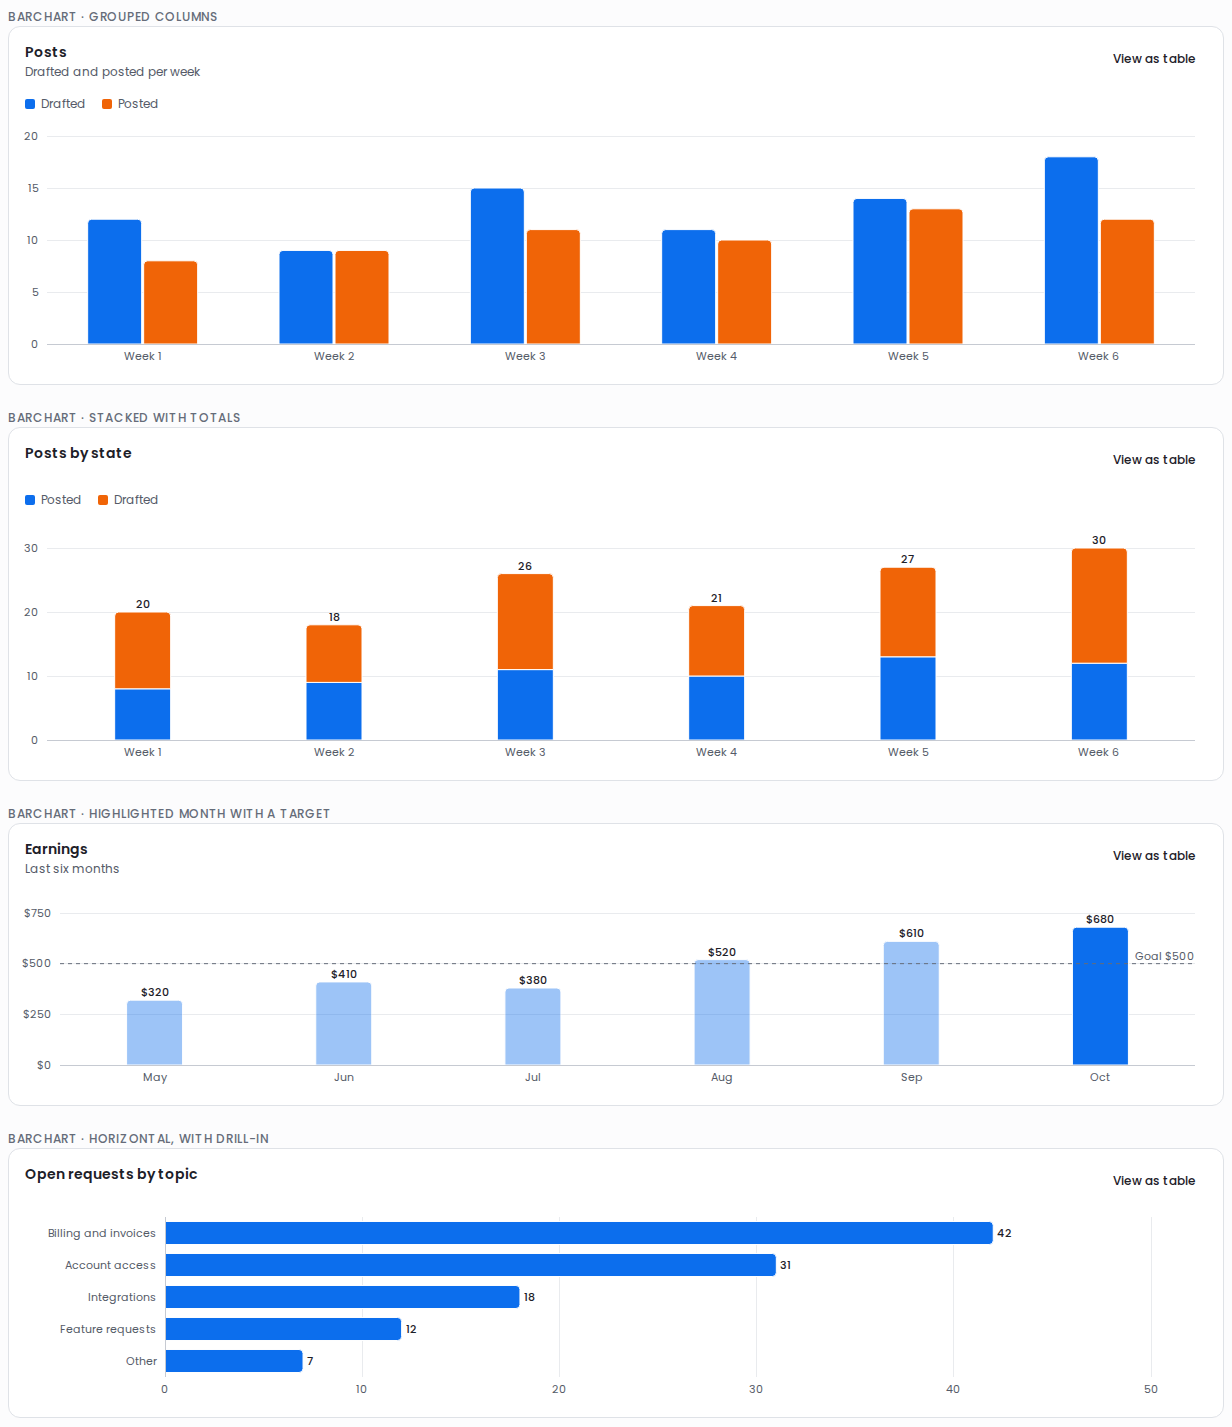 BARCHART · GROUPED COLUMNS
Posts
View as table
Drafted and posted per week
Drafted Posted
20
15
10
5
0
Week 1 Week 2 Week 3 Week 4 Week 5 Week 6
BARCHART · STACKED WITH TOTALS
Posts by state
View as table
Posted Drafted
30
20
10
0
20 18 26 21 27 30
Week 1 Week 2 Week 3 Week 4 Week 5 Week 6
BARCHART · HIGHLIGHTED MONTH WITH A TARGET
Earnings
View as table
Last six months
$750
$500
$250
$0
$320 $410 $380 $520 $610 $680
Goal $500
May Jun Jul Aug Sep Oct
BARCHART · HORIZONTAL, WITH DRILL-IN
Open requests by topic
View as table
Billing and invoices 42
Account access 31
Integrations 18
Feature requests 12
Other 7
0 10 20 30 40 50